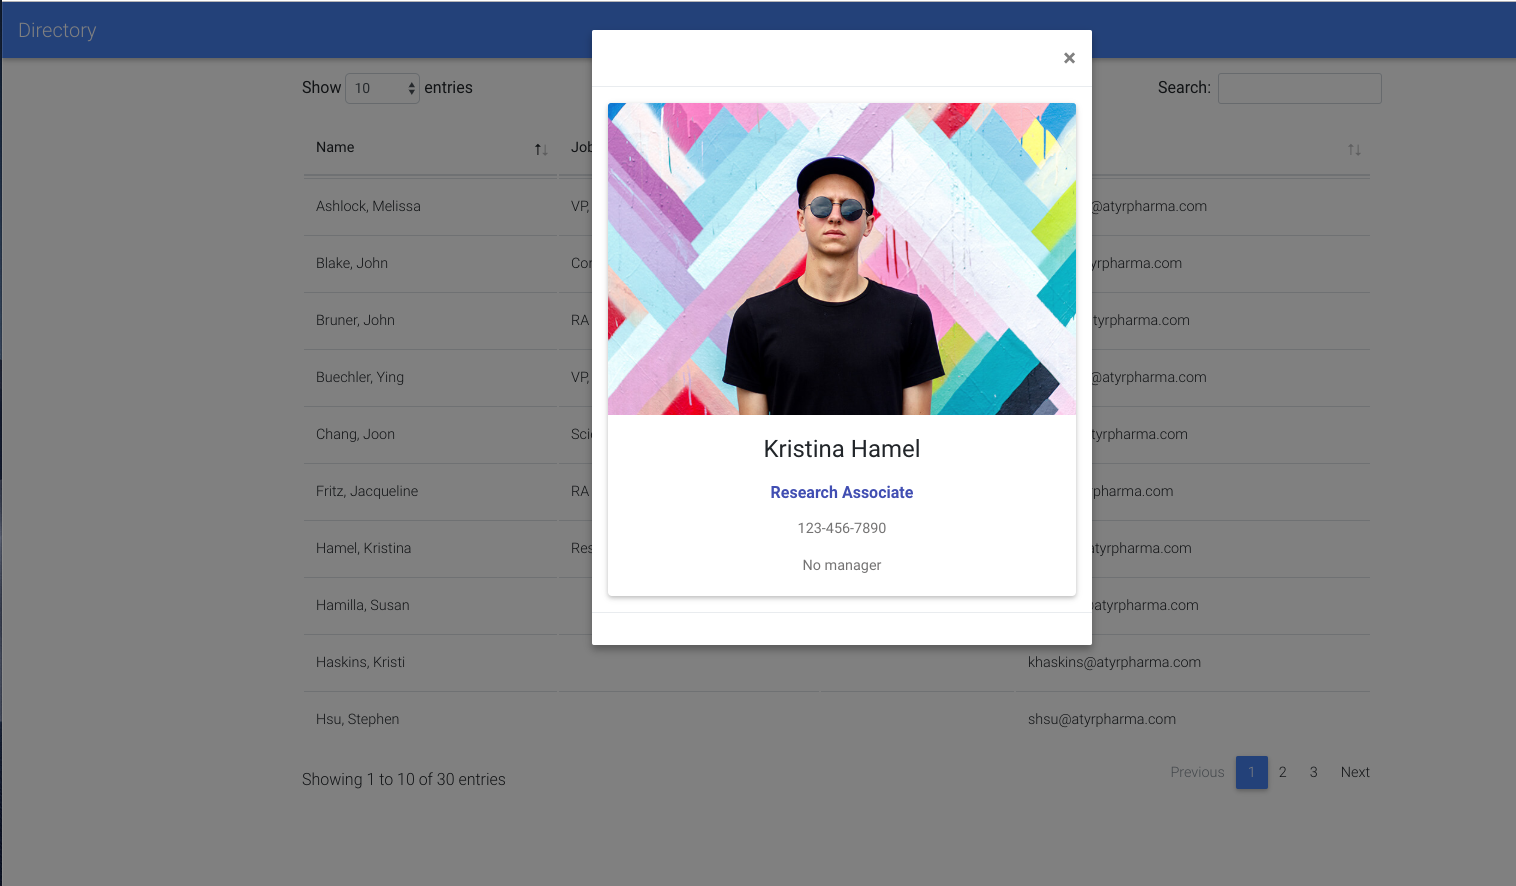 Directory
×
Show 10 entries
Search:
Name
Job
Ashlock, Melissa VP, @atyrpharma.com
Blake, John yrpharma.com
Bruner, John RA tyrpharma.com
Buechler, Ying VP, @atyrpharma.com
Chang, Joon tyrpharma.com
Fritz, Jacqueline RA pharma.com
Hamel, Kristina Res atyrpharma.com
Hamilla, Susan atyrpharma.com
Haskins, Kristi khaskins@atyrpharma.com
Hsu, Stephen shsu@atyrpharma.com
Kristina Hamel
Research Associate
123-456-7890
No manager
Showing 1 to 10 of 30 entries
Previous 1 2 3 Next